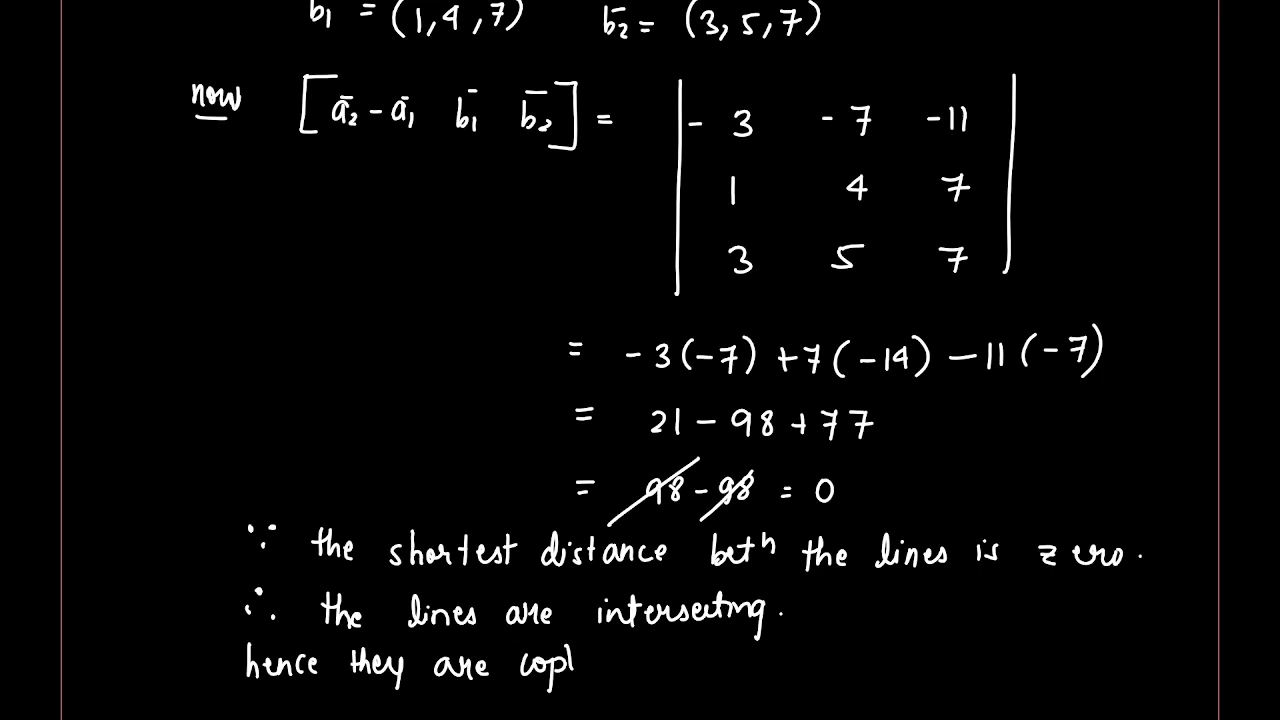 b1 = (1,4,7) b̄2 = (3,5,7)
now [ā2 - ā1 b̄1 b̄2] = | -3 -7 -11 |
| 1 4 7 |
| 3 5 7 |
= -3(-7) +7(-14) -11(-7)
= 21 - 98 + 77
= 98 - 98 = 0
∵ the shortest distance betn the lines is zero.
∴ the lines are intersecting.
hence they are copl